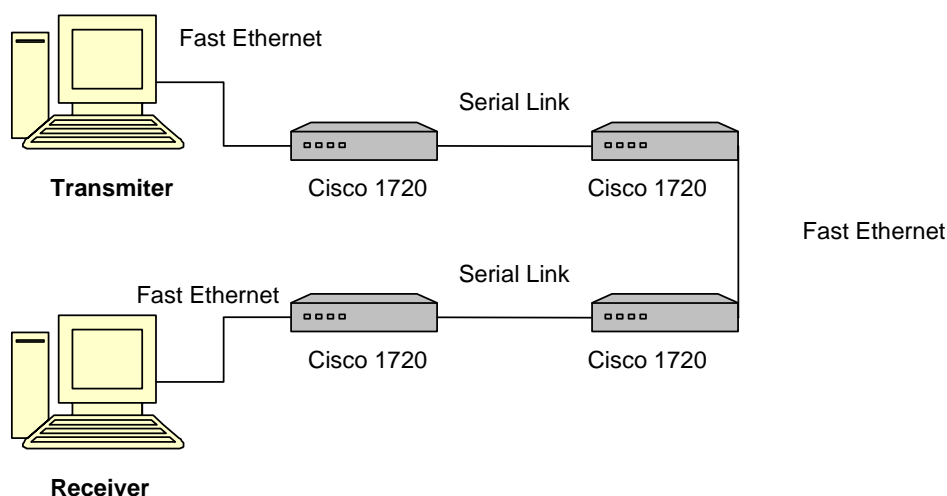 Fast Ethernet
Serial Link
Transmiter
Cisco 1720
Cisco 1720
Fast Ethernet
Serial Link
Fast Ethernet
Cisco 1720
Cisco 1720
Receiver